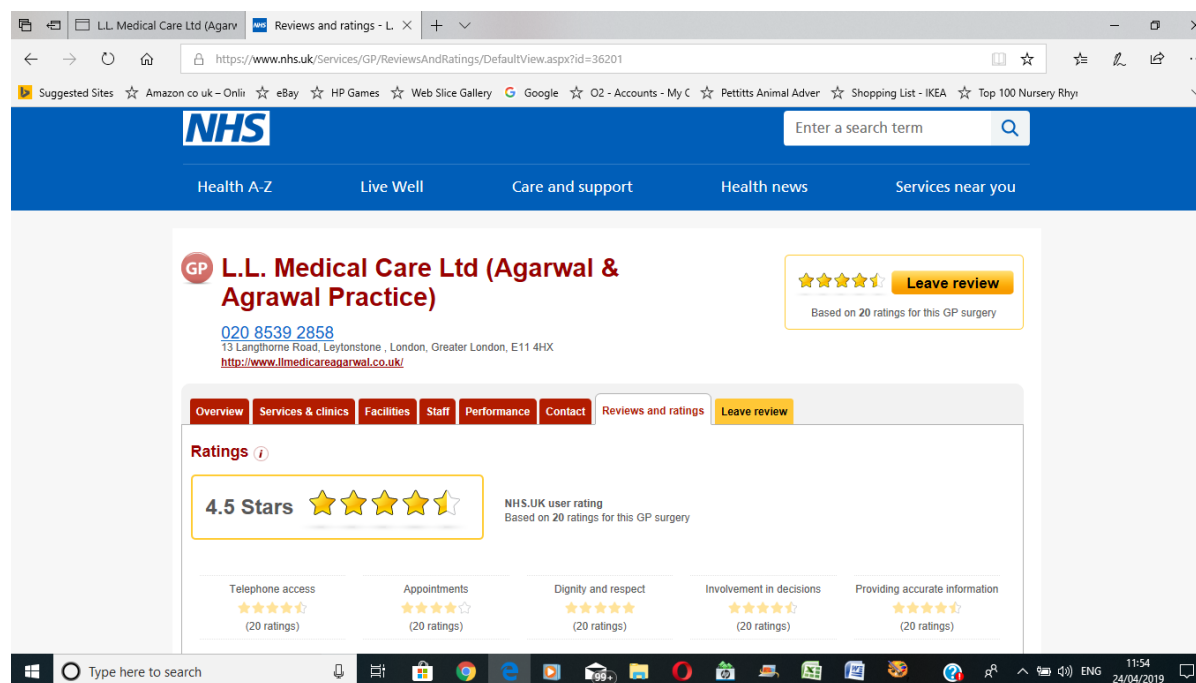 L.L. Medical Care Ltd (Agarw
Reviews and ratings - L.
https://www.nhs.uk/Services/GP/ReviewsAndRatings/DefaultView.aspx?id=36201
Suggested Sites Amazon co uk – Onlin eBay HP Games Web Slice Gallery Google O2 - Accounts - My C Pettitts Animal Adver Shopping List - IKEA Top 100 Nursery Rhy
NHS
Enter a search term
Health A-Z Live Well Care and support Health news Services near you
GP L.L. Medical Care Ltd (Agarwal &
Agrawal Practice)
Leave review
Based on 20 ratings for this GP surgery
020 8539 2858
13 Langthorne Road, Leytonstone , London, Greater London, E11 4HX
http://www.llmedicareagarwal.co.uk/
Overview Services & clinics Facilities Staff Performance Contact Reviews and ratings Leave review
Ratings i
4.5 Stars
NHS.UK user rating
Based on 20 ratings for this GP surgery
Telephone access Appointments Dignity and respect Involvement in decisions Providing accurate information
(20 ratings) (20 ratings) (20 ratings) (20 ratings) (20 ratings)
Type here to search
99+
ENG
11:54
24/04/2019